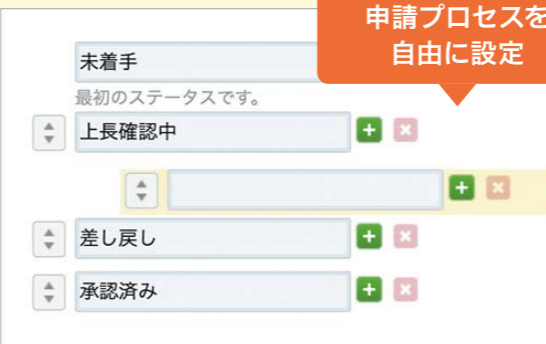 申請プロセスを
自由に設定
未着手
最初のステータスです。
上長確認中
差し戻し
承認済み